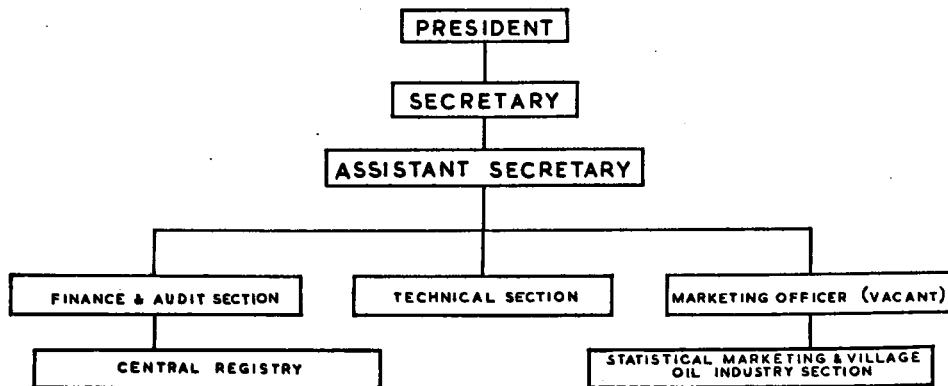 PRESIDENT
SECRETARY
ASSISTANT SECRETARY
FINANCE & AUDIT SECTION
TECHNICAL SECTION
MARKETING OFFICER (VACANT)
CENTRAL REGISTRY
STATISTICAL MARKETING & VILLAGE
OIL INDUSTRY SECTION